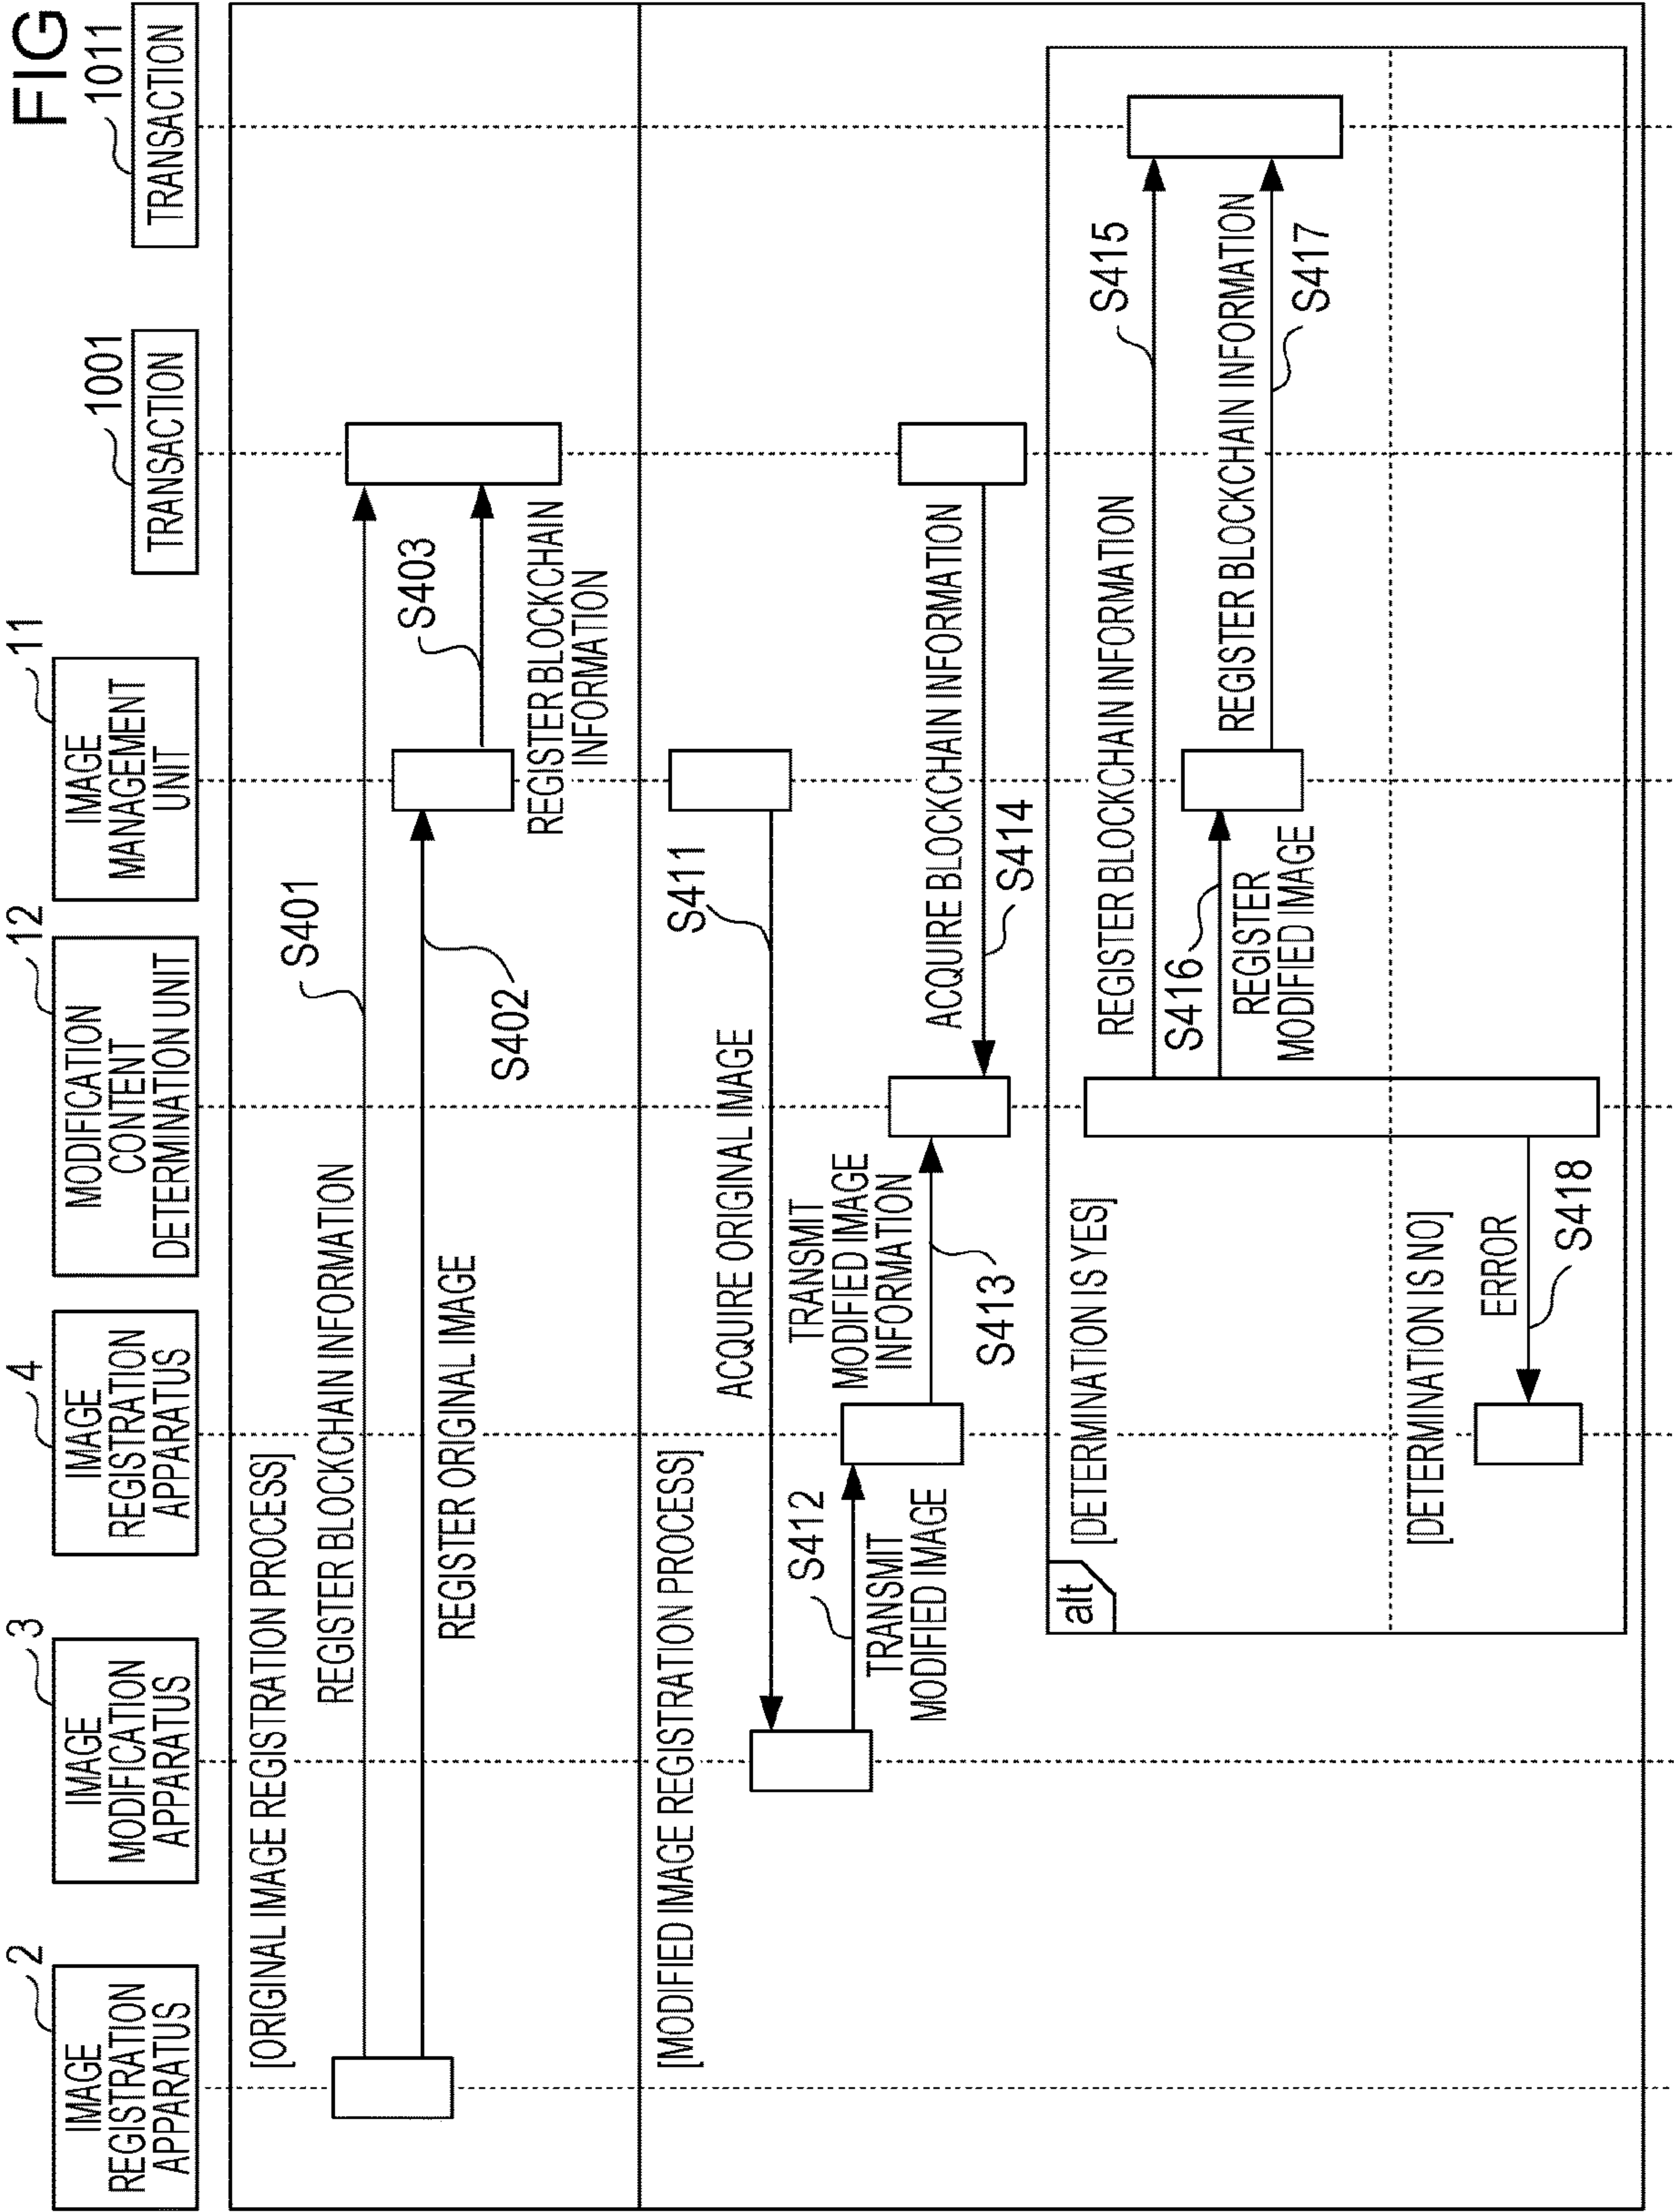 FIG
2
IMAGE
REGISTRATION
APPARATUS
3
IMAGE
MODIFICATION
APPARATUS
4
IMAGE
REGISTRATION
APPARATUS
12
MODIFICATION
CONTENT
DETERMINATION UNIT
11
IMAGE
MANAGEMENT
UNIT
1001
TRANSACTION
1011
TRANSACTION
[ORIGINAL IMAGE REGISTRATION PROCESS]
REGISTER BLOCKCHAIN INFORMATION
S401
REGISTER ORIGINAL IMAGE
S402
S403
REGISTER BLOCKCHAIN
INFORMATION
[MODIFIED IMAGE REGISTRATION PROCESS]
ACQUIRE ORIGINAL IMAGE
S411
S412
TRANSMIT
MODIFIED IMAGE
TRANSMIT
MODIFIED IMAGE
INFORMATION
S413
ACQUIRE BLOCKCHAIN INFORMATION
S414
alt
[DETERMINATION IS YES]
REGISTER BLOCKCHAIN INFORMATION
S415
S416
REGISTER
MODIFIED IMAGE
REGISTER BLOCKCHAIN INFORMATION
S417
[DETERMINATION IS NO]
ERROR
S418